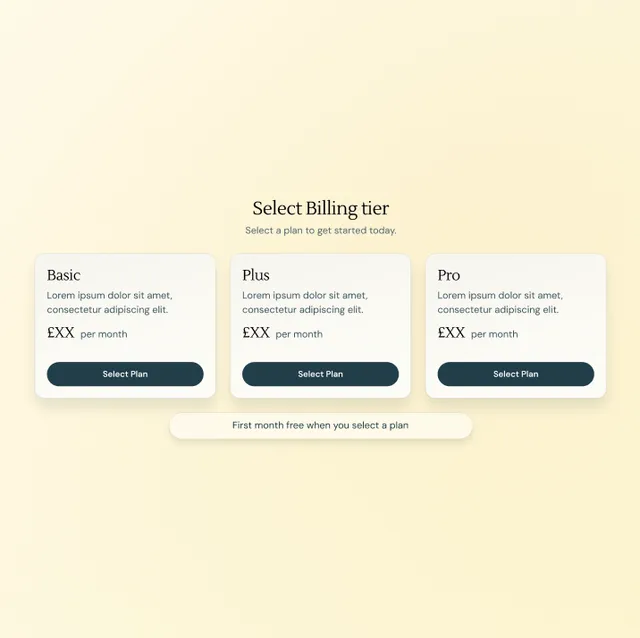 Select Billing tier
Select a plan to get started today.
Basic
Lorem ipsum dolor sit amet,
consectetur adipiscing elit.
£XX per month
Select Plan
Plus
Lorem ipsum dolor sit amet,
consectetur adipiscing elit.
£XX per month
Select Plan
Pro
Lorem ipsum dolor sit amet,
consectetur adipiscing elit.
£XX per month
Select Plan
First month free when you select a plan